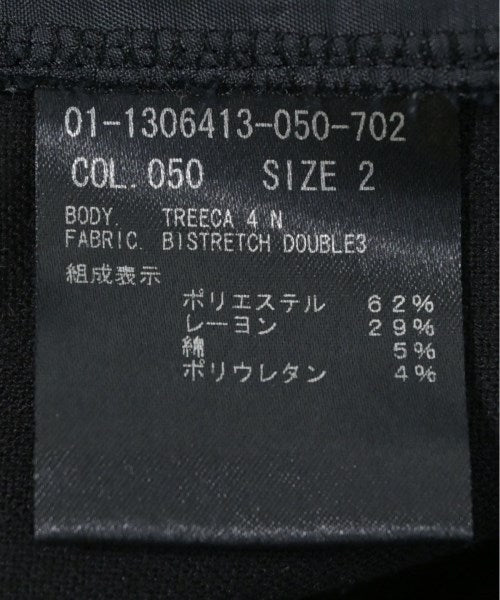 01-1306413-050-702
COL. 050 SIZE 2
BODY. TREECA 4 N
FABRIC. BISTRETCH DOUBLE3
組成表示
ポリエステル 62%
レーヨン 29%
綿 5%
ポリウレタン 4%